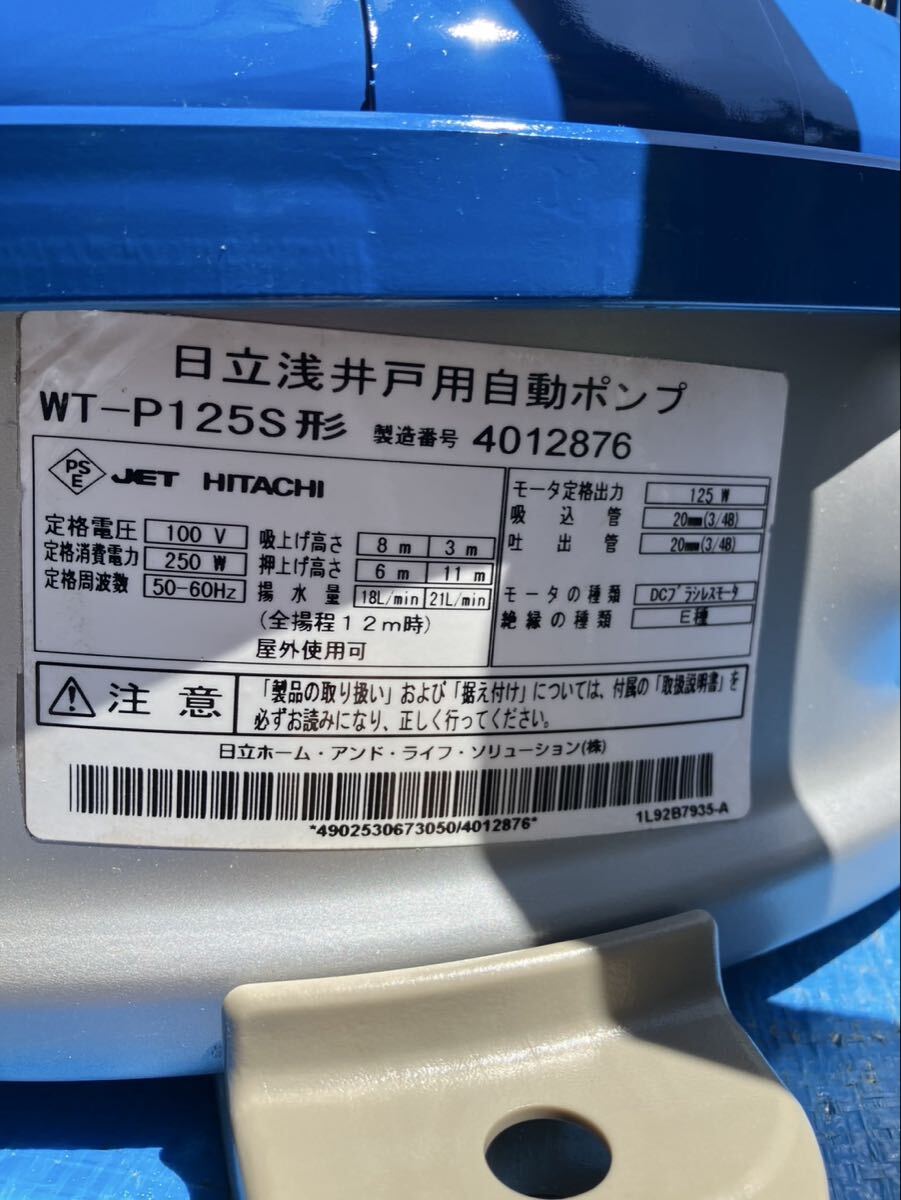 日立浅井戸用自動ポンプ
WT-P125S形 製造番号 4012876
PSE JET HITACHI
定格電圧 100 V
定格消費電力 250 W
定格周波数 50-60Hz
吸上げ高さ 8 m 3 m
押上げ高さ 6 m 11 m
揚水量 18L/min 21L/min
(全揚程12m時)
屋外使用可
モータ定格出力 125 W
吸込管 20mm(3/4B)
吐出管 20mm(3/4B)
モータの種類 DCブラシレスモータ
絶縁の種類 E種
注意 「製品の取り扱い」および「据え付け」については、付属の「取扱説明書」を
必ずお読みになり、正しく行ってください。
日立ホーム・アンド・ライフ・ソリューション(株)
*4902530673050/4012876*
1L92B7935-A